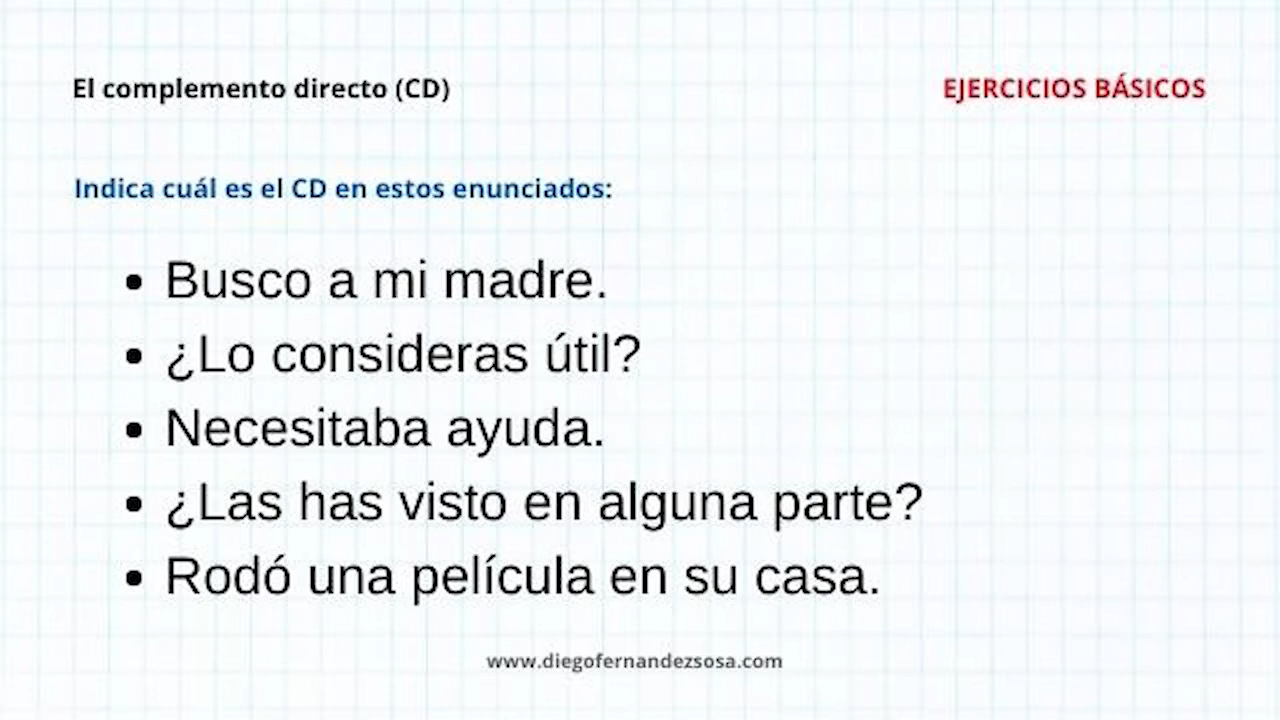 El complemento directo (CD)
EJERCICIOS BÁSICOS
Indica cuál es el CD en estos enunciados:
• Busco a mi madre.
• ¿Lo consideras útil?
• Necesitaba ayuda.
• ¿Las has visto en alguna parte?
• Rodó una película en su casa.
www.diegofernandezsosa.com